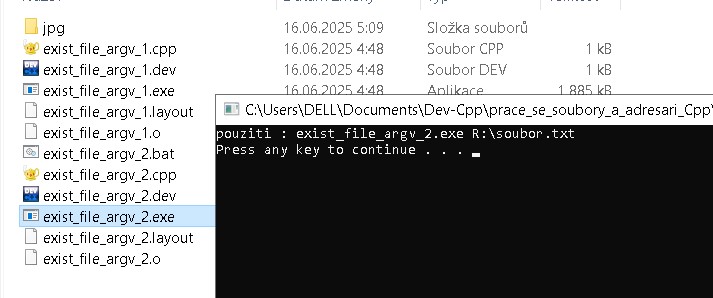 jpg 16.06.2025 5:09 Složka souborů
exist_file_argv_1.cpp 16.06.2025 4:48 Soubor CPP 1 kB
exist_file_argv_1.dev 16.06.2025 4:48 Soubor DEV 1 kB
exist_file_argv_1.exe 16.06.2025 4:48 Aplikace 1 885 kB
exist_file_argv_1.layout
exist_file_argv_1.o
exist_file_argv_2.bat
exist_file_argv_2.cpp
exist_file_argv_2.dev
exist_file_argv_2.exe
exist_file_argv_2.layout
exist_file_argv_2.o
C:\Users\DELL\Documents\Dev-Cpp\prace_se_soubory_a_adresari_Cpp\
pouziti : exist_file_argv_2.exe R:\soubor.txt
Press any key to continue . . .